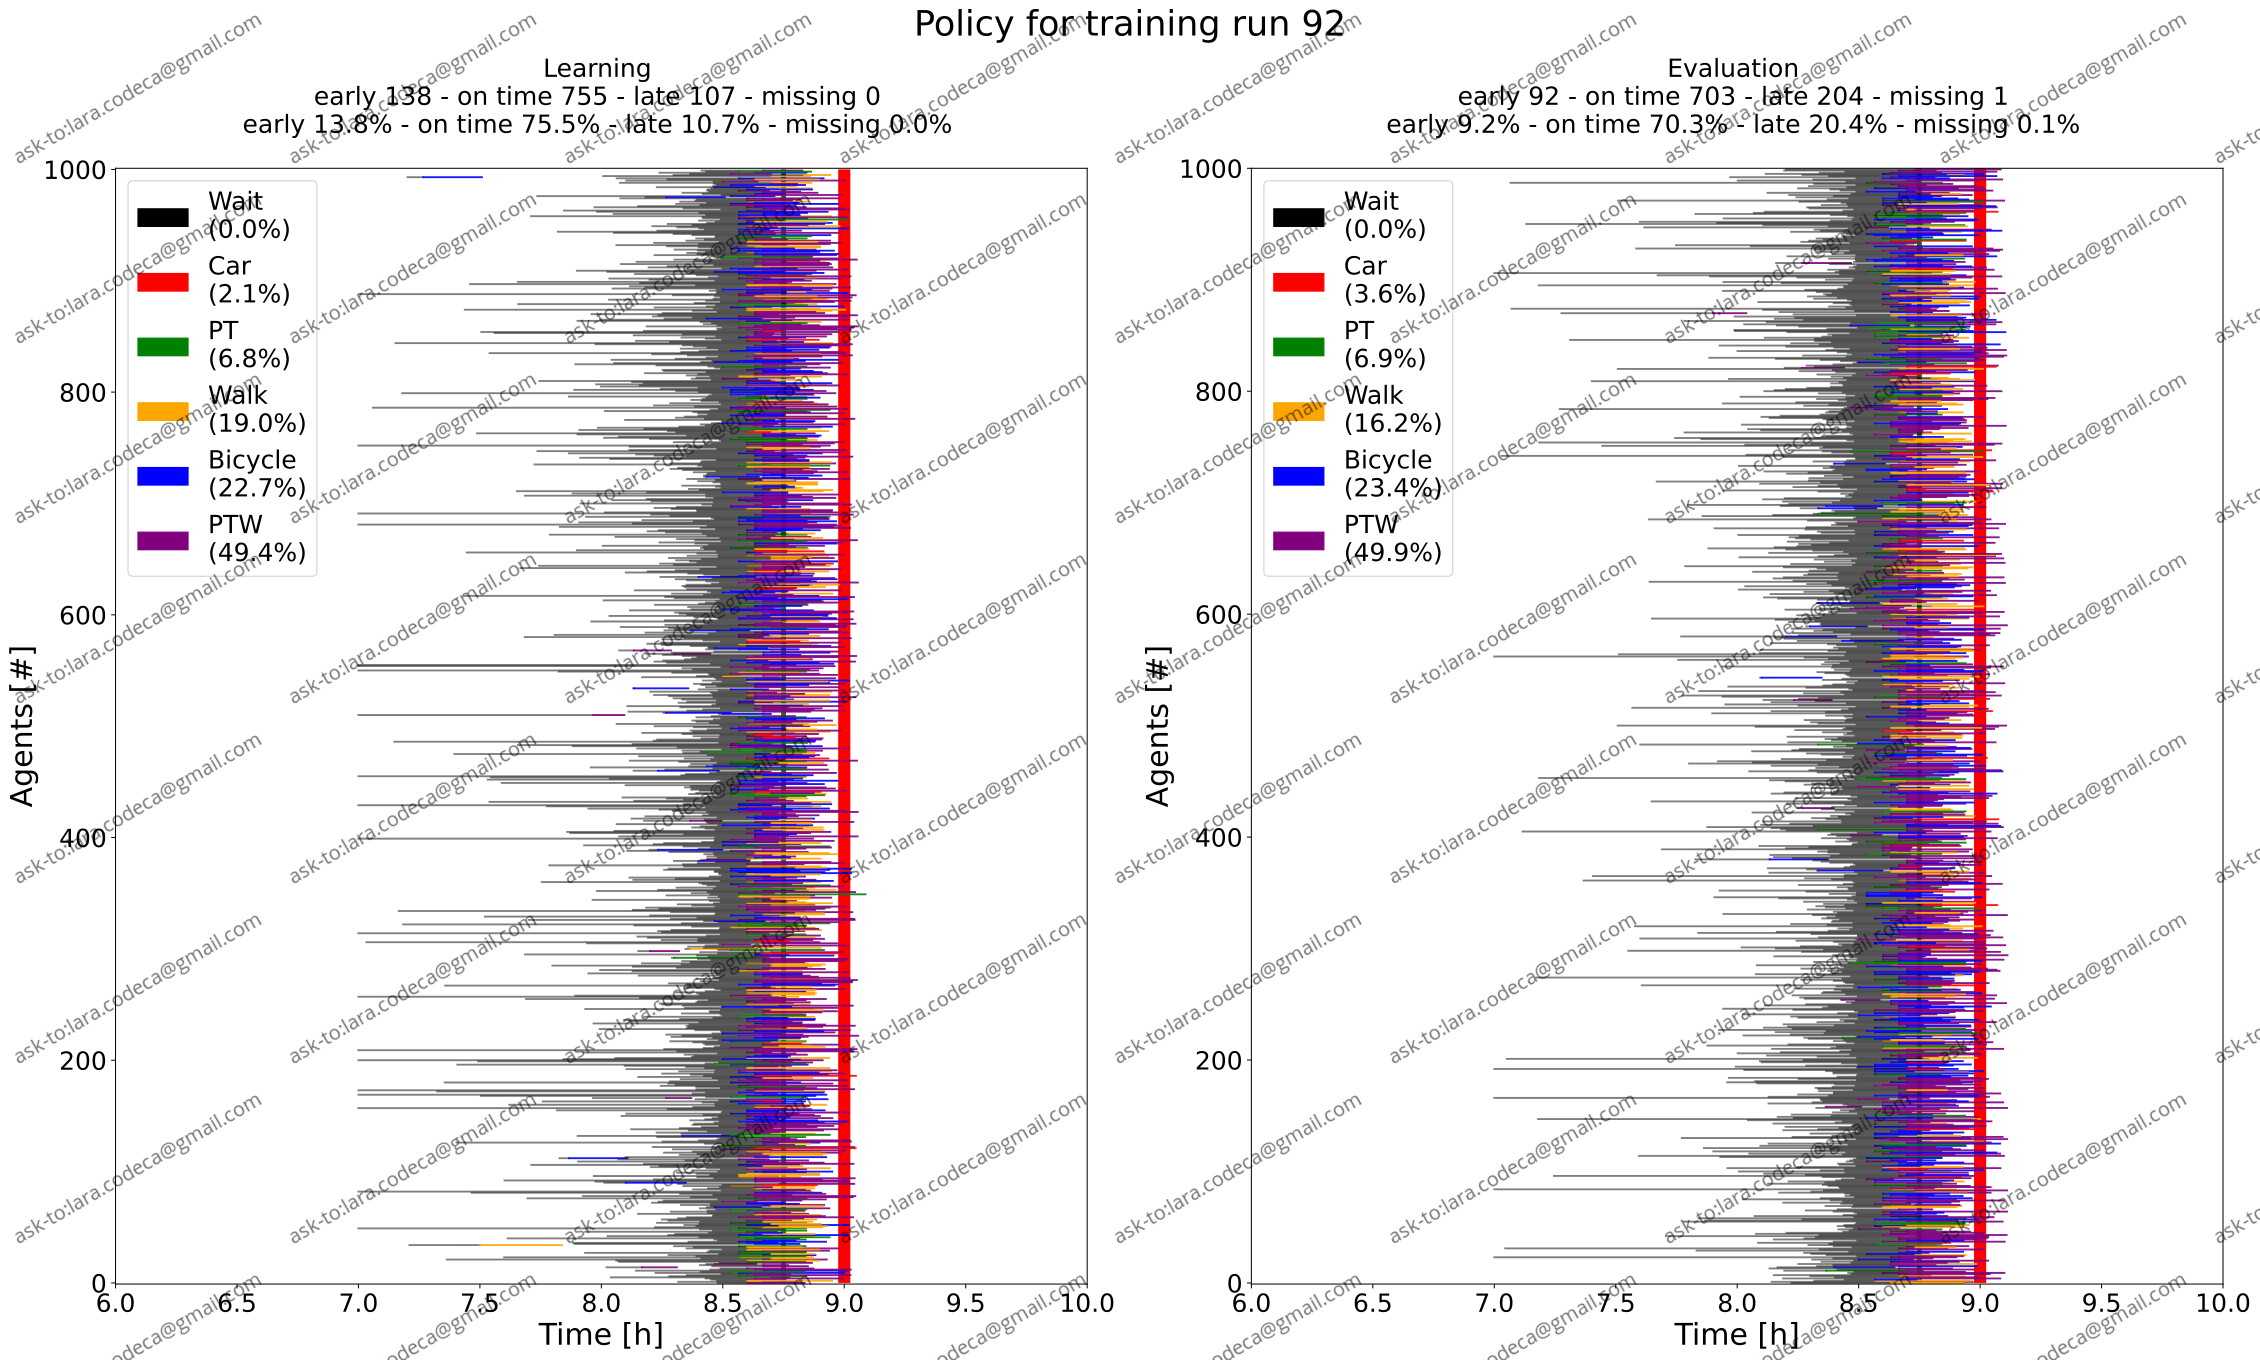 Policy for training run 92
Learning
early 138 - on time 755 - late 107 - missing 0
early 13.8% - on time 75.5% - late 10.7% - missing 0.0%
Agents [#]
1000
800
600
400
200
0
Wait
(0.0%)
Car
(2.1%)
PT
(6.8%)
Walk
(19.0%)
Bicycle
(22.7%)
PTW
(49.4%)
6.0 6.5 7.0 7.5 8.0 8.5 9.0 9.5 10.0
Time [h]
Evaluation
early 92 - on time 703 - late 204 - missing 1
early 9.2% - on time 70.3% - late 20.4% - missing 0.1%
Agents [#]
1000
800
600
400
200
0
Wait
(0.0%)
Car
(3.6%)
PT
(6.9%)
Walk
(16.2%)
Bicycle
(23.4%)
PTW
(49.9%)
6.0 6.5 7.0 7.5 8.0 8.5 9.0 9.5 10.0
Time [h]
ask-to:lara.codeca@gmail.com